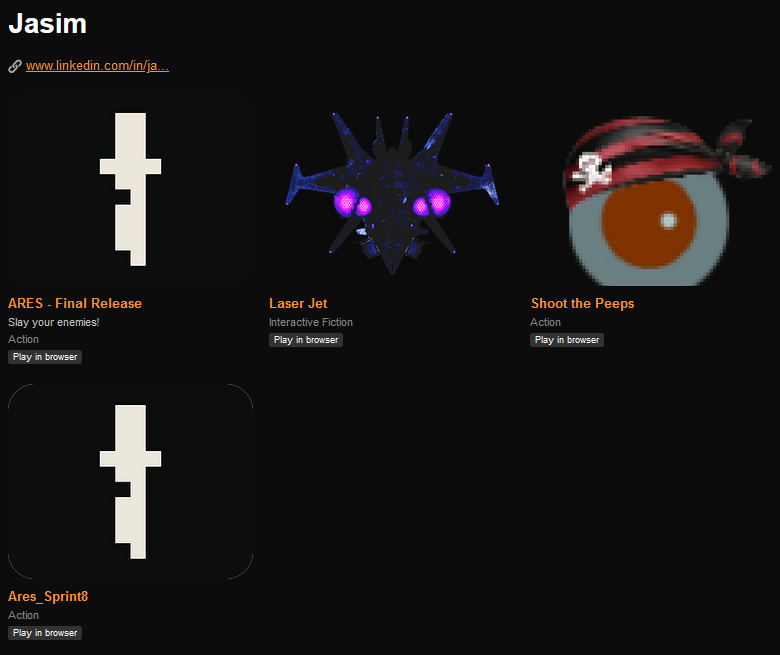 Jasim
www.linkedin.com/in/ja...
ARES - Final Release
Slay your enemies!
Action
Play in browser
Laser Jet
Interactive Fiction
Play in browser
Shoot the Peeps
Action
Play in browser
Ares_Sprint8
Action
Play in browser